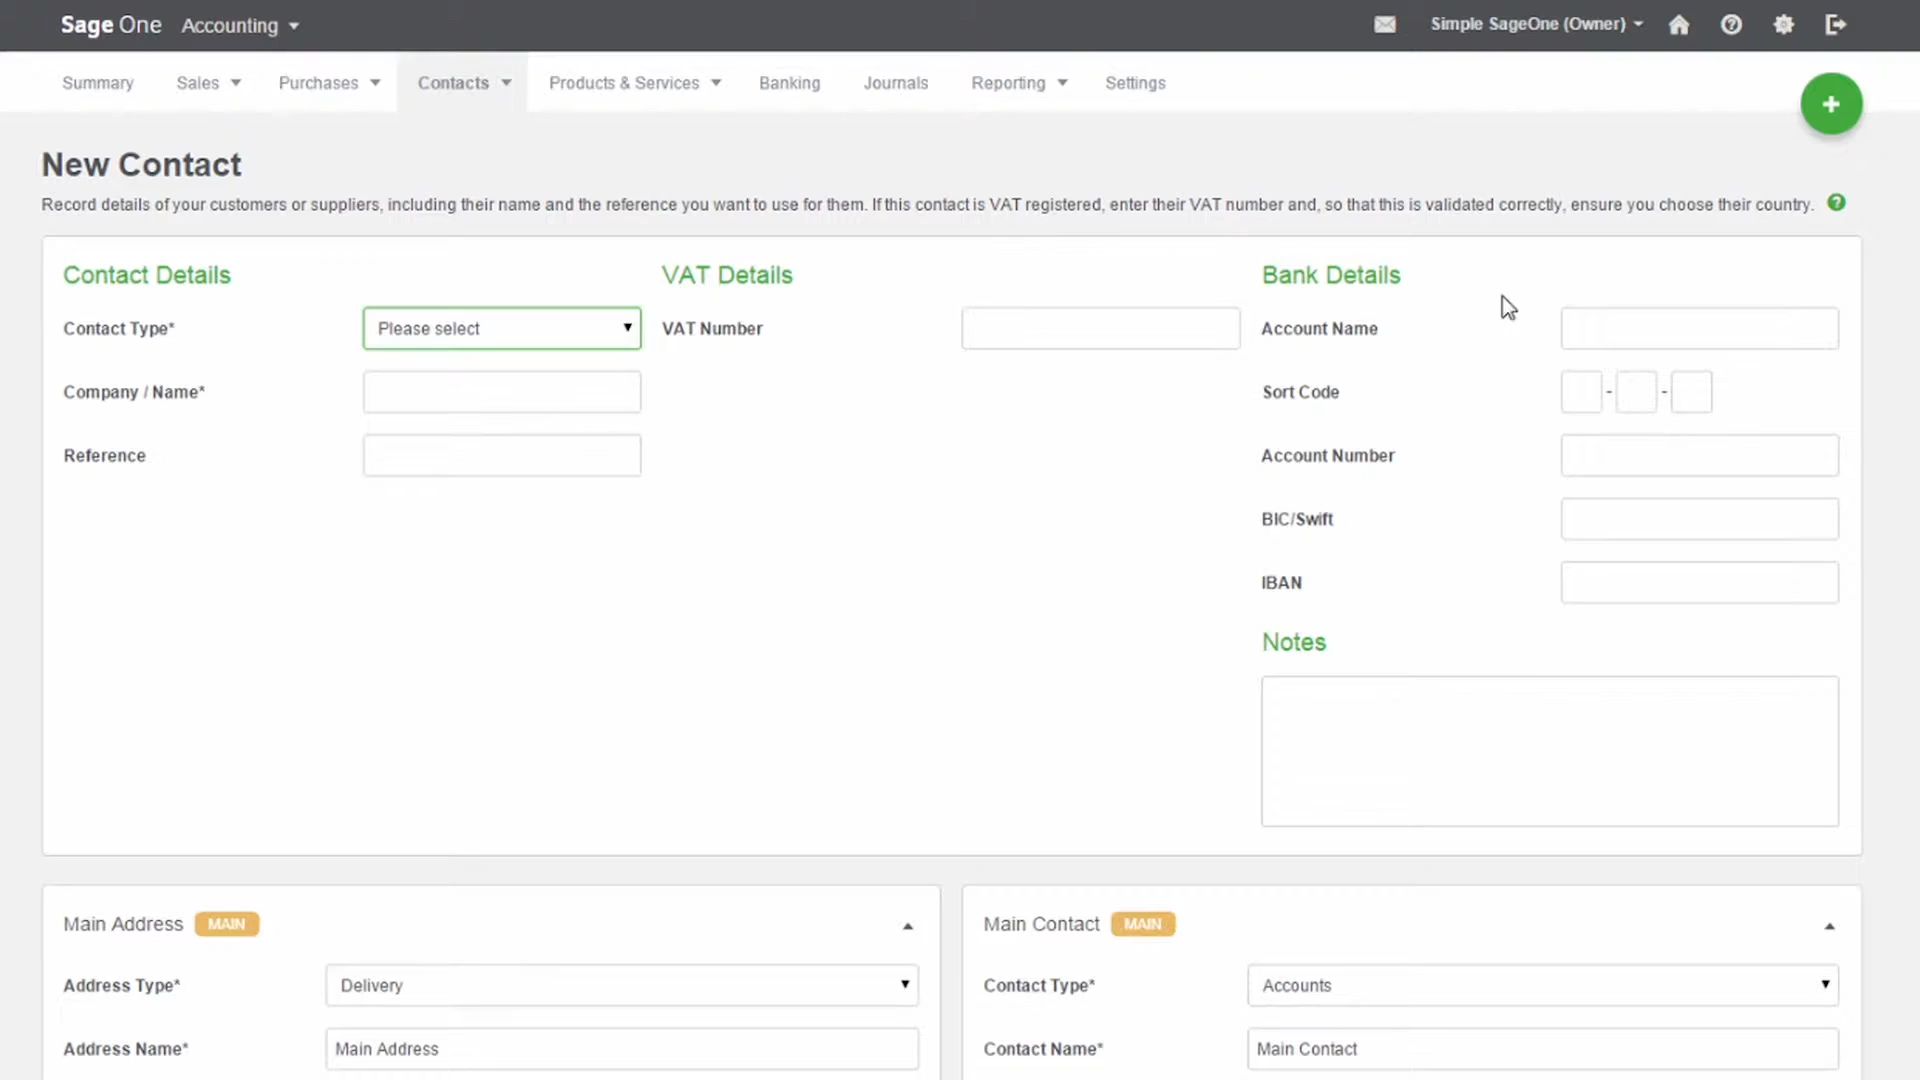 Sage One Accounting
Simple SageOne (Owner)
Summary Sales Purchases Contacts Products & Services Banking Journals Reporting Settings
New Contact
Record details of your customers or suppliers, including their name and the reference you want to use for them. If this contact is VAT registered, enter their VAT number and, so that this is validated correctly, ensure you choose their country.
Contact Details
Contact Type* Please select
Company / Name*
Reference
VAT Details
VAT Number
Bank Details
Account Name
Sort Code - -
Account Number
BIC/Swift
IBAN
Notes
Main Address MAIN
Address Type* Delivery
Address Name* Main Address
Main Contact MAIN
Contact Type* Accounts
Contact Name* Main Contact